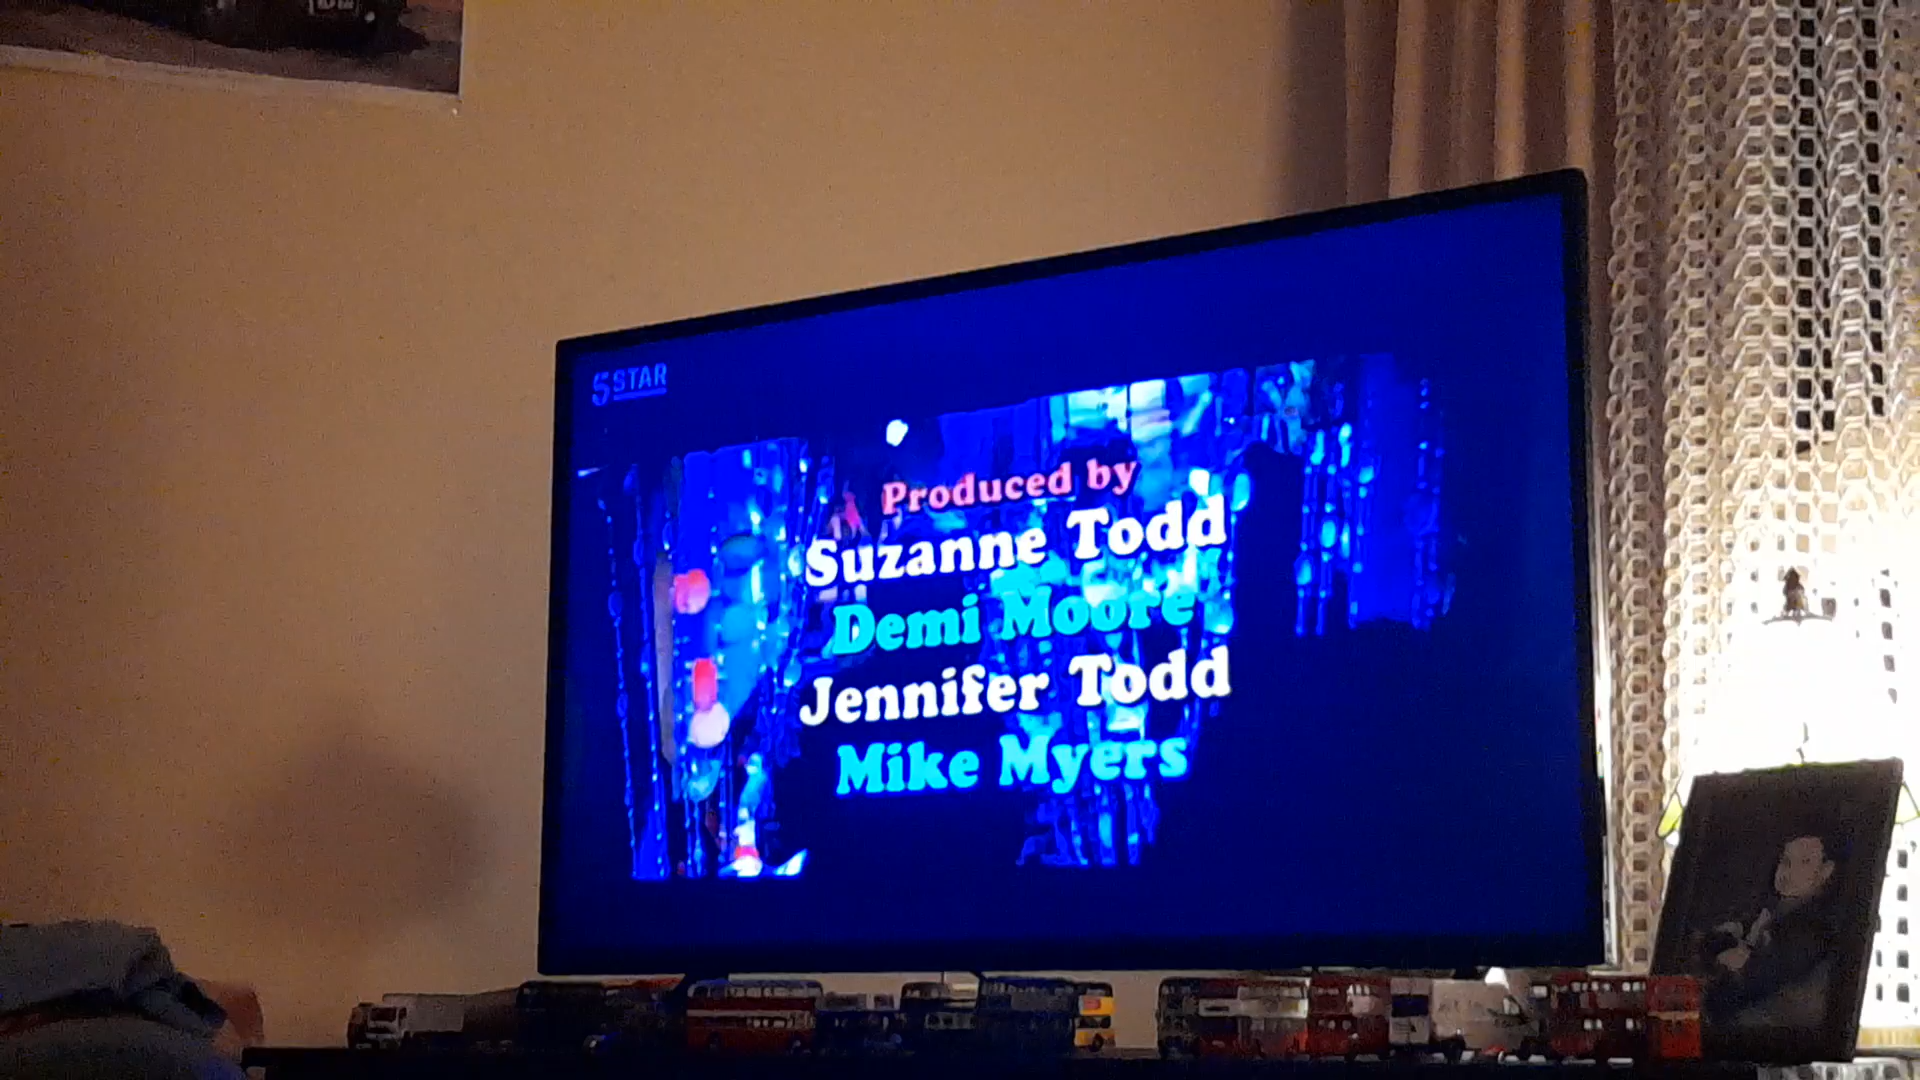 5STAR
Produced by
Suzanne Todd
Demi Moore
Jennifer Todd
Mike Myers